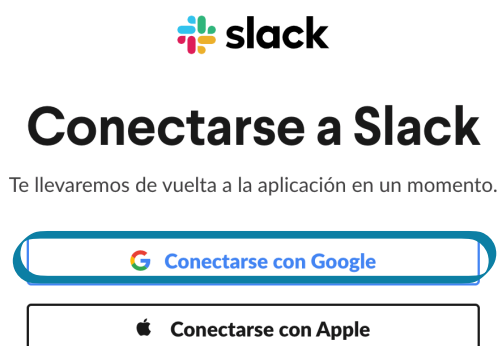 slack
Conectarse a Slack
Te llevaremos de vuelta a la aplicación en un momento.
Conectarse con Google
Conectarse con Apple